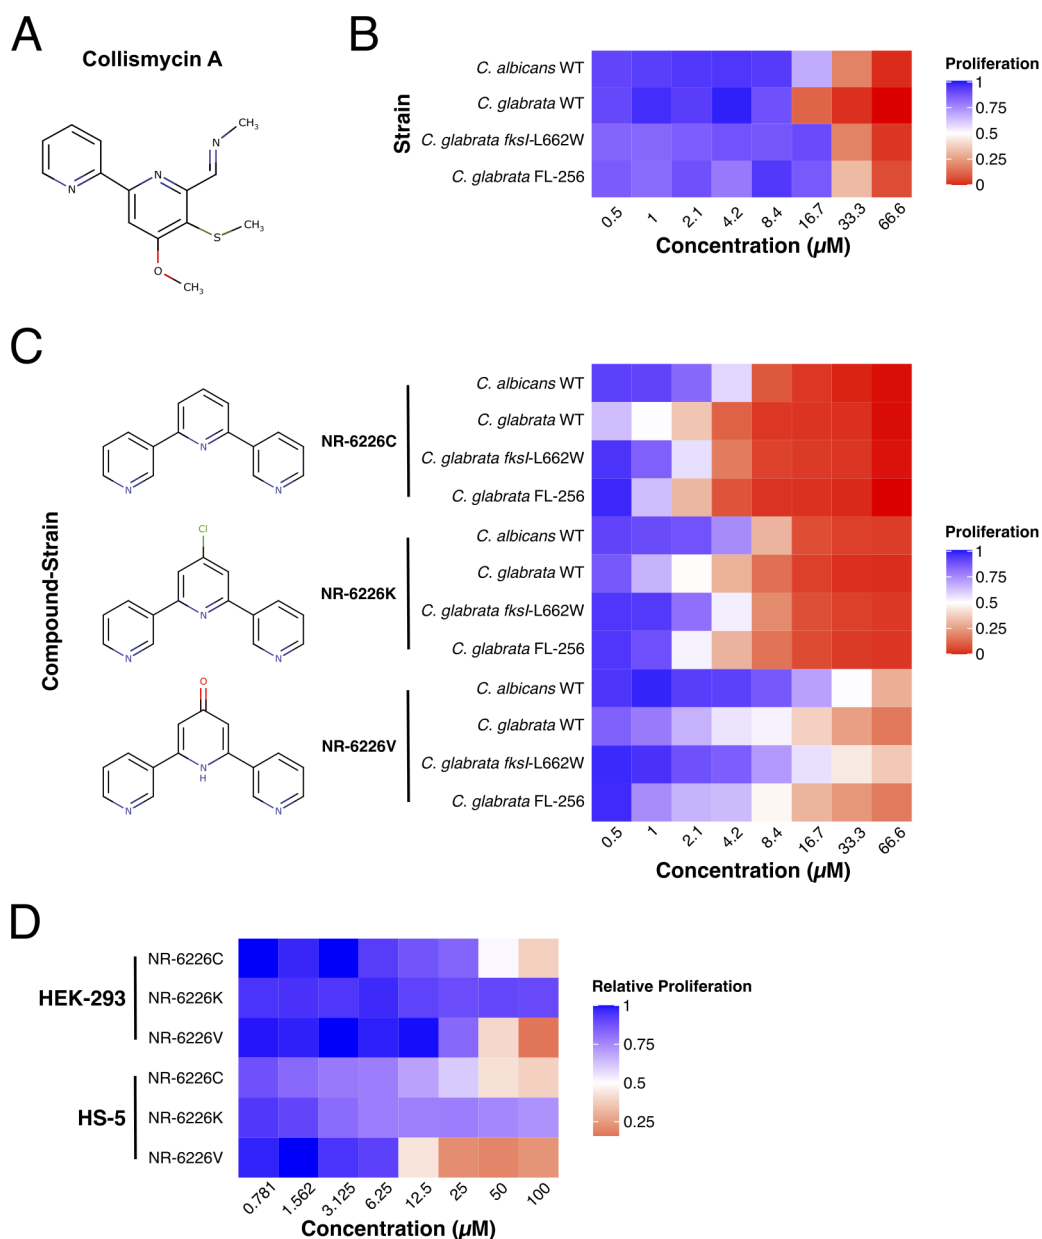 A
Collismycin A
N
N
N
CH₃
S
CH₃
O
CH₃
B
Strain
C. albicans WT
C. glabrata WT
C. glabrata fksI-L662W
C. glabrata FL-256
0.5 1 2.1 4.2 8.4 16.7 33.3 66.6
Concentration (µM)
Proliferation
1
0.75
0.5
0.25
0
C
Compound-Strain
N
N
N
NR-6226C
Cl
N
N
N
NR-6226K
O
N
H
N
N
NR-6226V
C. albicans WT
C. glabrata WT
C. glabrata fksI-L662W
C. glabrata FL-256
C. albicans WT
C. glabrata WT
C. glabrata fksI-L662W
C. glabrata FL-256
C. albicans WT
C. glabrata WT
C. glabrata fksI-L662W
C. glabrata FL-256
0.5 1 2.1 4.2 8.4 16.7 33.3 66.6
Concentration (µM)
Proliferation
1
0.75
0.5
0.25
0
D
HEK-293
NR-6226C
NR-6226K
NR-6226V
HS-5
NR-6226C
NR-6226K
NR-6226V
0.781 1.562 3.125 6.25 12.5 25 50 100
Concentration (µM)
Relative Proliferation
1
0.75
0.5
0.25